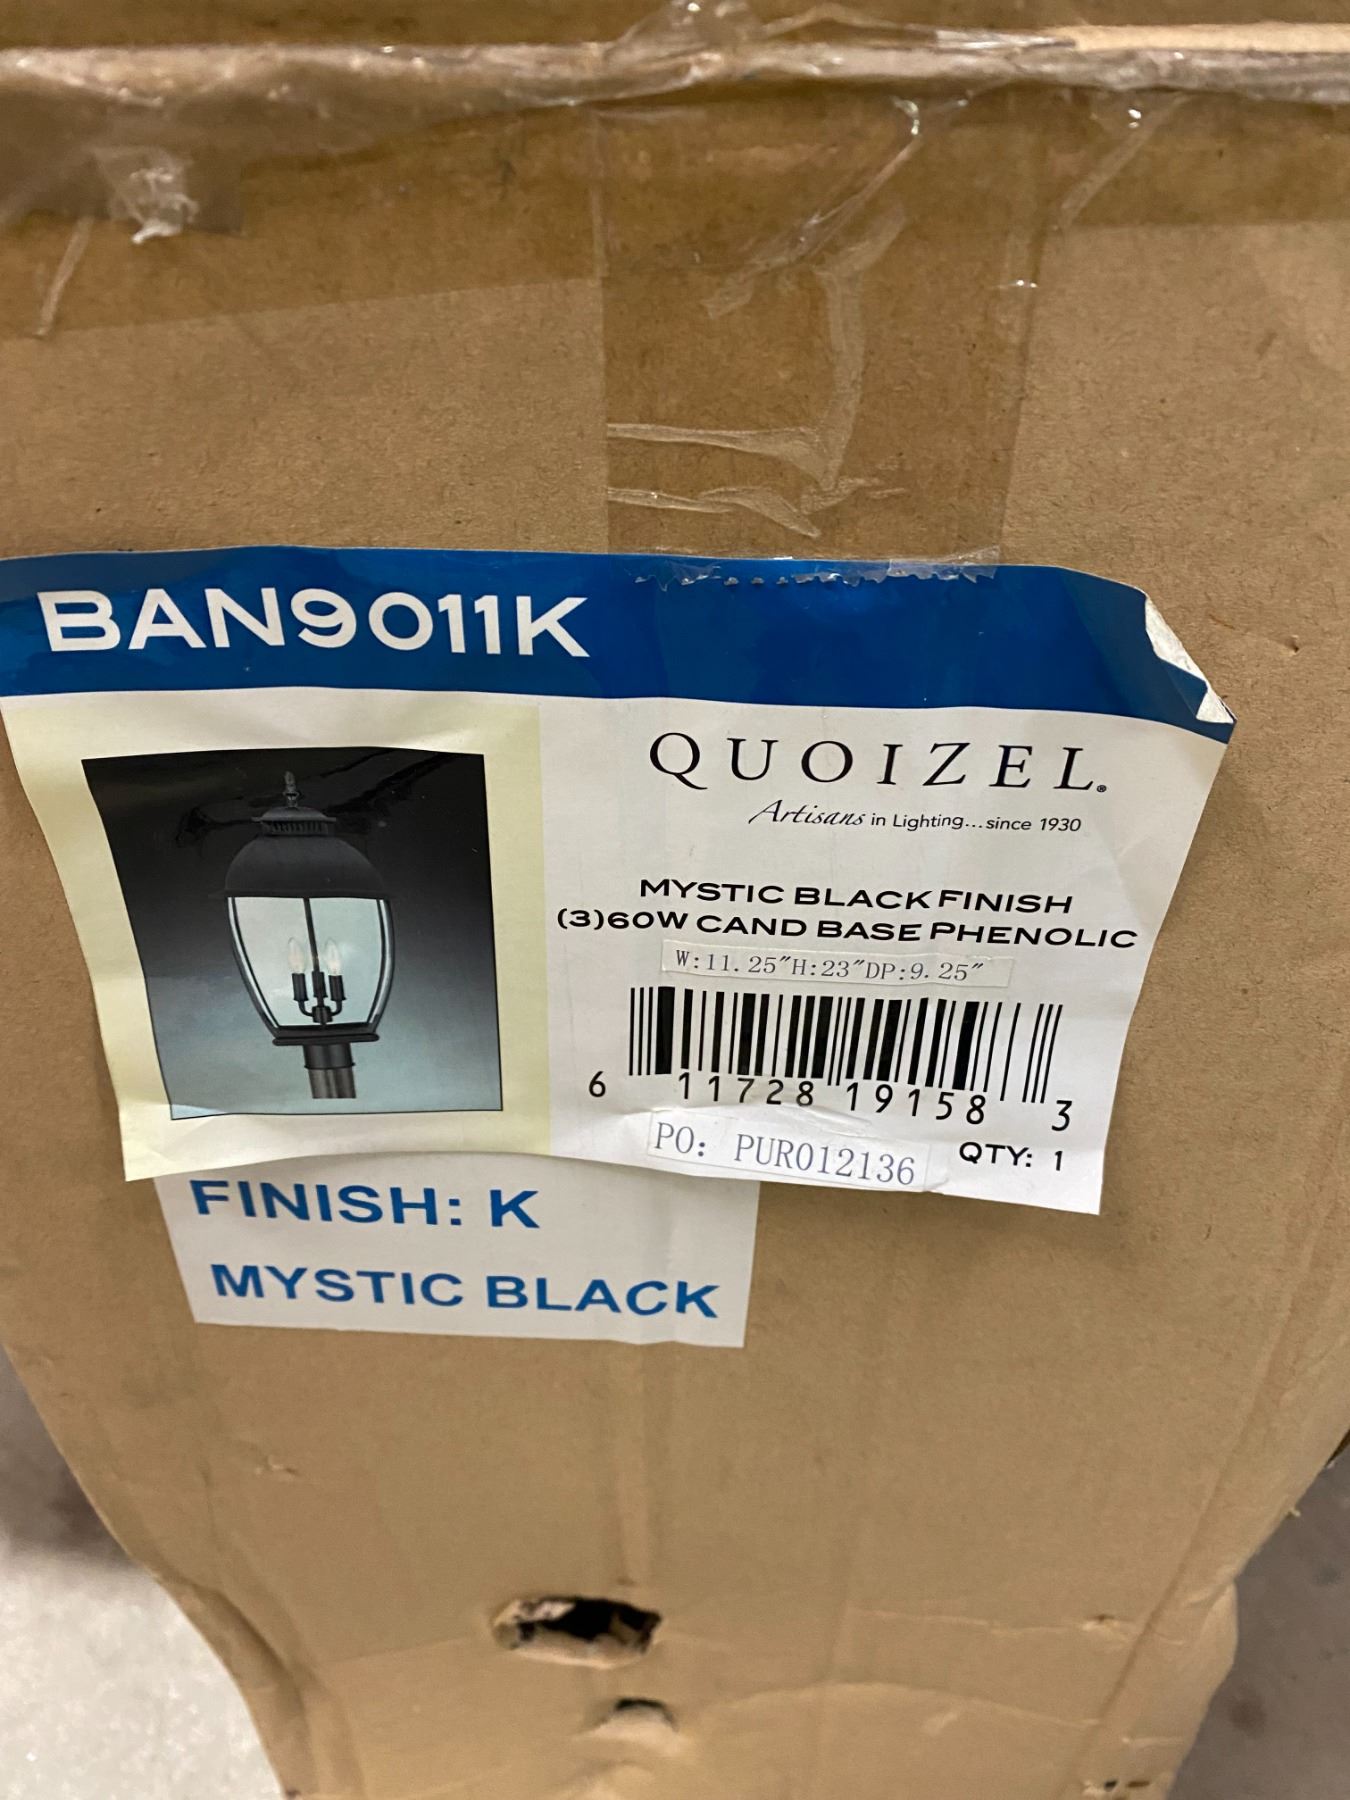 BAN9011K
QUOIZEL®
Artisans in Lighting...since 1930
MYSTIC BLACK FINISH
(3)60W CAND BASE PHENOLIC
W:11.25"H:23"DP:9.25"
6 11728 19158 3
PO: PUR012136
QTY: 1
FINISH: K
MYSTIC BLACK